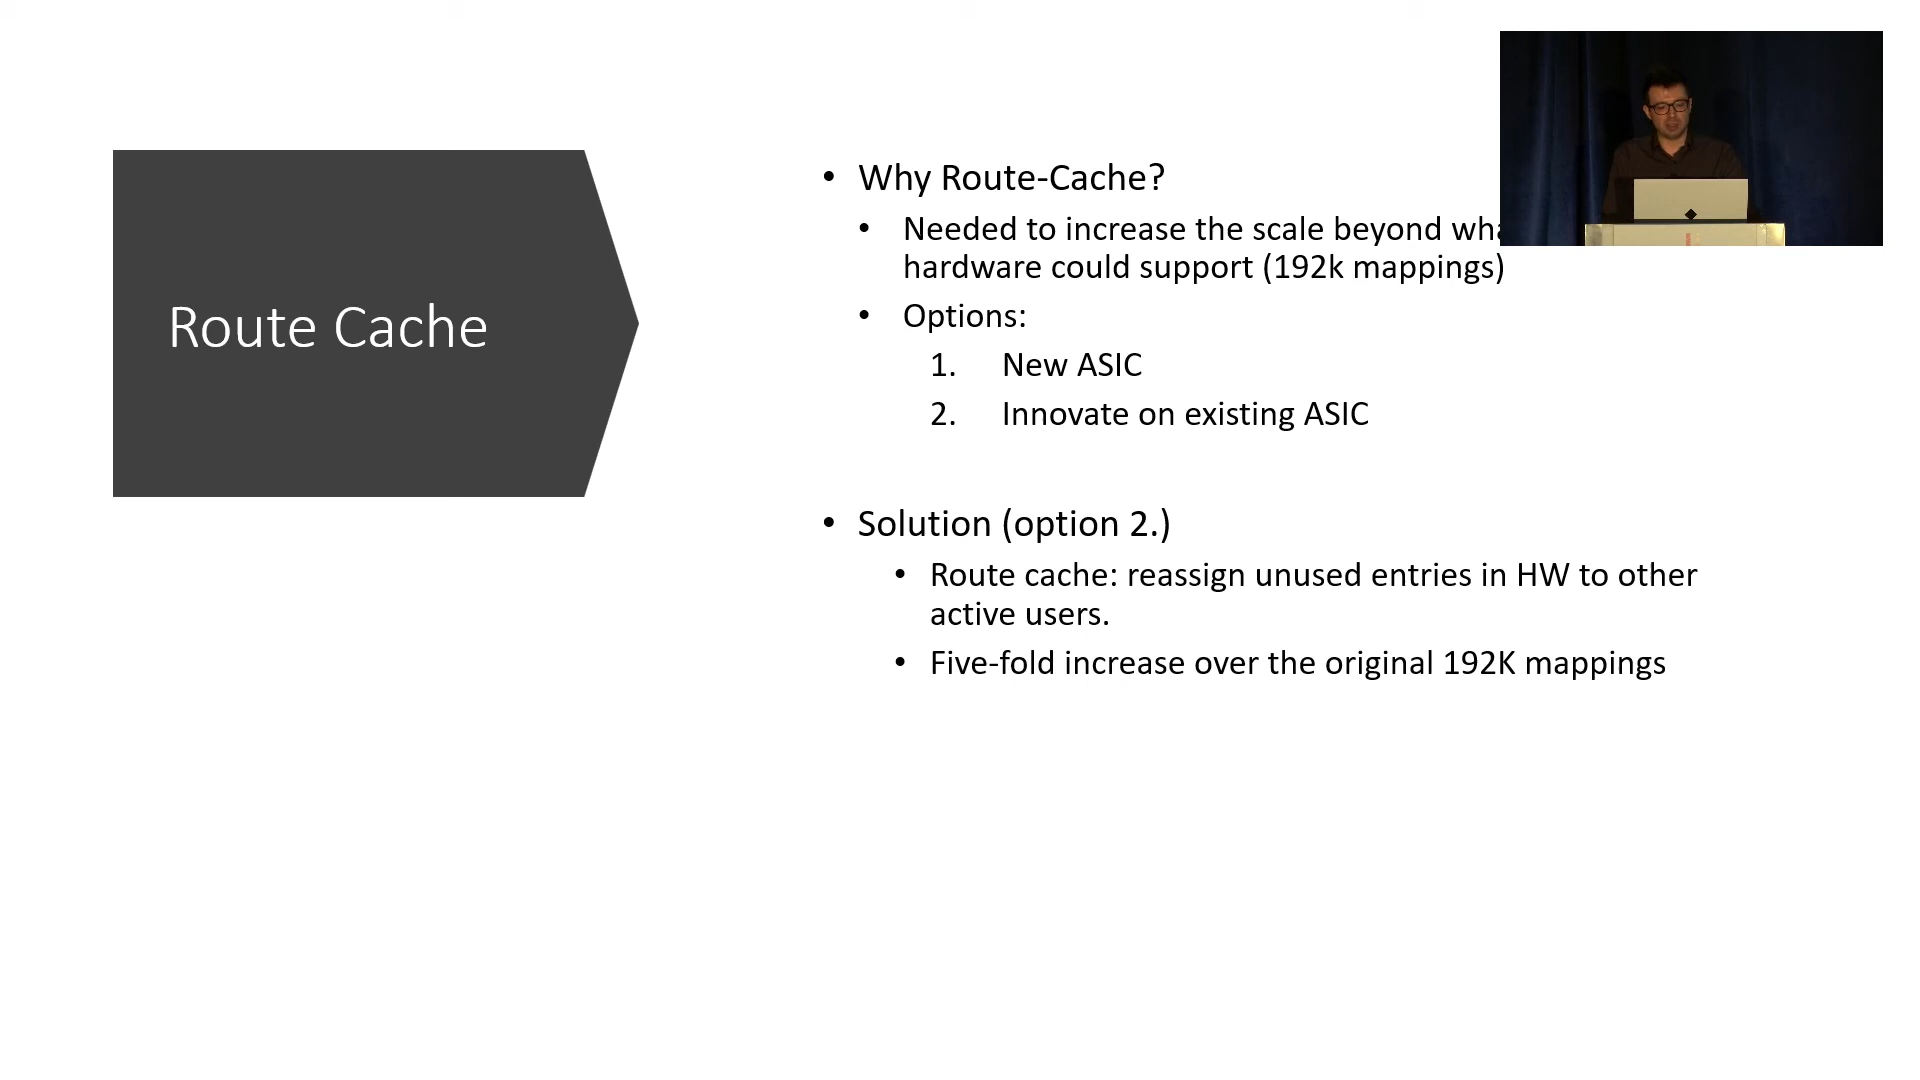 Route Cache
• Why Route-Cache?
• Needed to increase the scale beyond
hardware could support (192k mappings)
• Options:
1. New ASIC
2. Innovate on existing ASIC
• Solution (option 2.)
• Route cache: reassign unused entries in HW to other
active users.
• Five-fold increase over the original 192K mappings